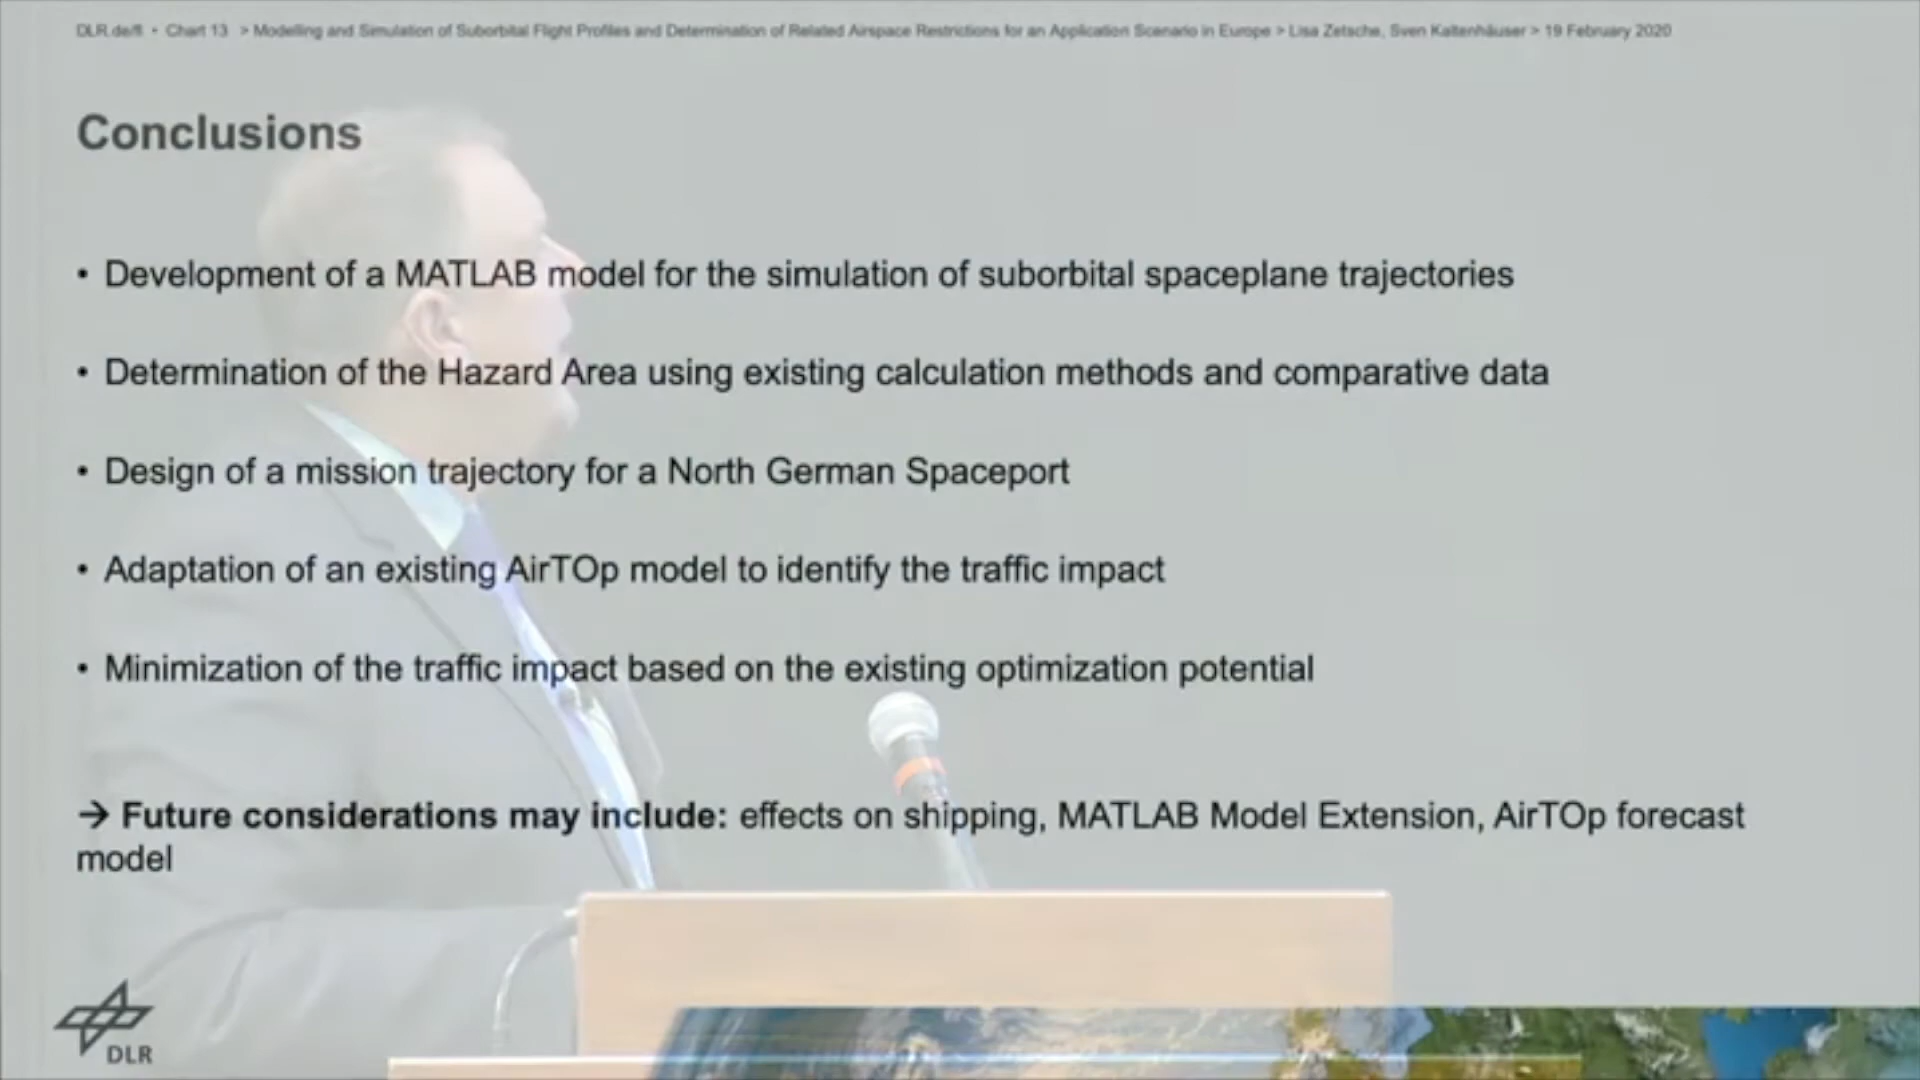 DLR.de/fl • Chart 13 > Modelling and Simulation of Suborbital Flight Profiles and Determination of Related Airspace Restrictions for an Application Scenario in Europe > Lisa Zetsche, Sven Kaltenhäuser > 19 February 2020
Conclusions
• Development of a MATLAB model for the simulation of suborbital spaceplane trajectories
• Determination of the Hazard Area using existing calculation methods and comparative data
• Design of a mission trajectory for a North German Spaceport
• Adaptation of an existing AirTOp model to identify the traffic impact
• Minimization of the traffic impact based on the existing optimization potential
→ Future considerations may include: effects on shipping, MATLAB Model Extension, AirTOp forecast
model
DLR